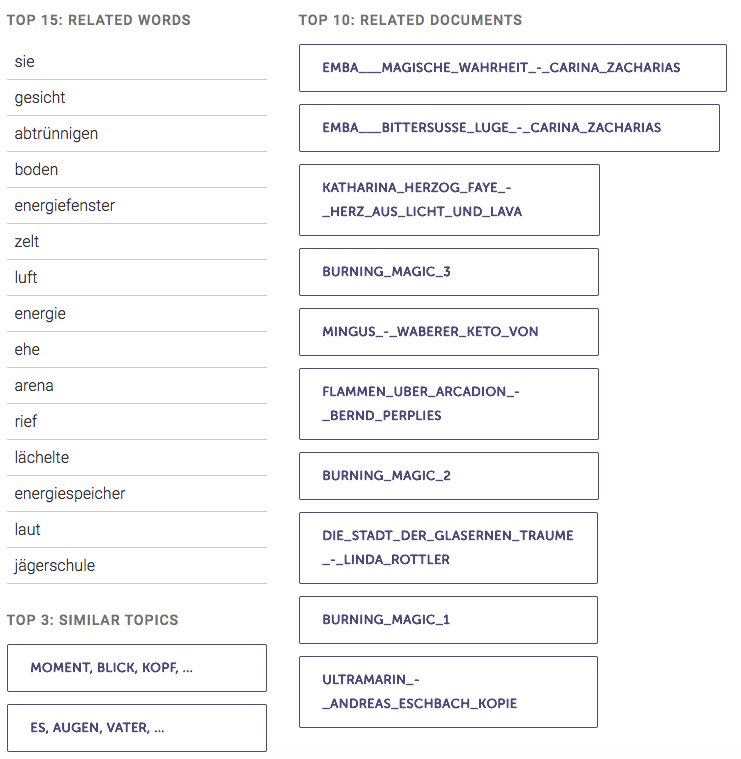 TOP 15: RELATED WORDS
sie
gesicht
abtrünnigen
boden
energiefenster
zelt
luft
energie
ehe
arena
rief
lächelte
energiespeicher
laut
jägerschule
TOP 3: SIMILAR TOPICS
MOMENT, BLICK, KOPF, ...
ES, AUGEN, VATER, ...
TOP 10: RELATED DOCUMENTS
EMBA___MAGISCHE_WAHRHEIT_-_CARINA_ZACHARIAS
EMBA___BITTERSUSSE_LUGE_-_CARINA_ZACHARIAS
KATHARINA_HERZOG_FAYE_-
_HERZ_AUS_LICHT_UND_LAVA
BURNING_MAGIC_3
MINGUS_-_WABERER_KETO_VON
FLAMMEN_UBER_ARCADION_-
_BERND_PERPLIES
BURNING_MAGIC_2
DIE_STADT_DER_GLASERNEN_TRAUME
_-_LINDA_ROTTLER
BURNING_MAGIC_1
ULTRAMARIN_-
_ANDREAS_ESCHBACH_KOPIE